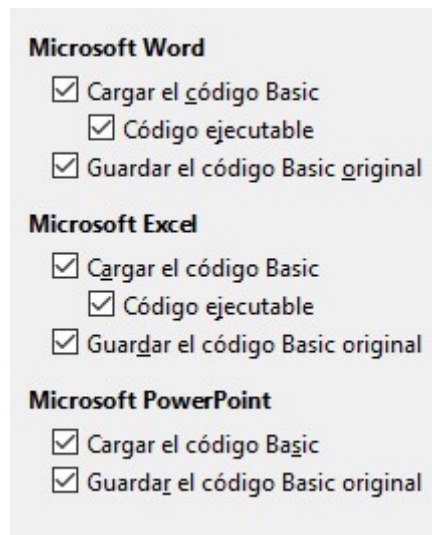 Microsoft Word
Cargar el código Basic
Código ejecutable
Guardar el código Basic original
Microsoft Excel
Cargar el código Basic
Código ejecutable
Guardar el código Basic original
Microsoft PowerPoint
Cargar el código Basic
Guardar el código Basic original